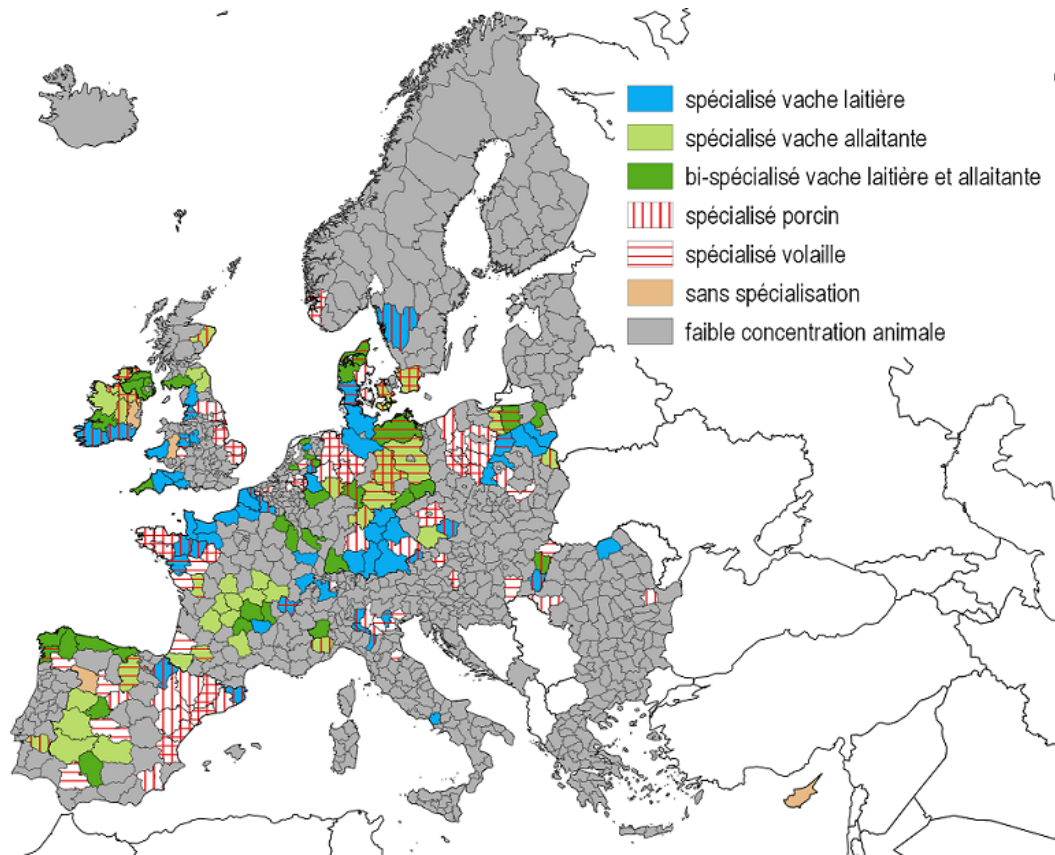 spécialisé vache laitière
spécialisé vache allaitante
bi-spécialisé vache laitière et allaitante
spécialisé porcin
spécialisé volaille
sans spécialisation
faible concentration animale